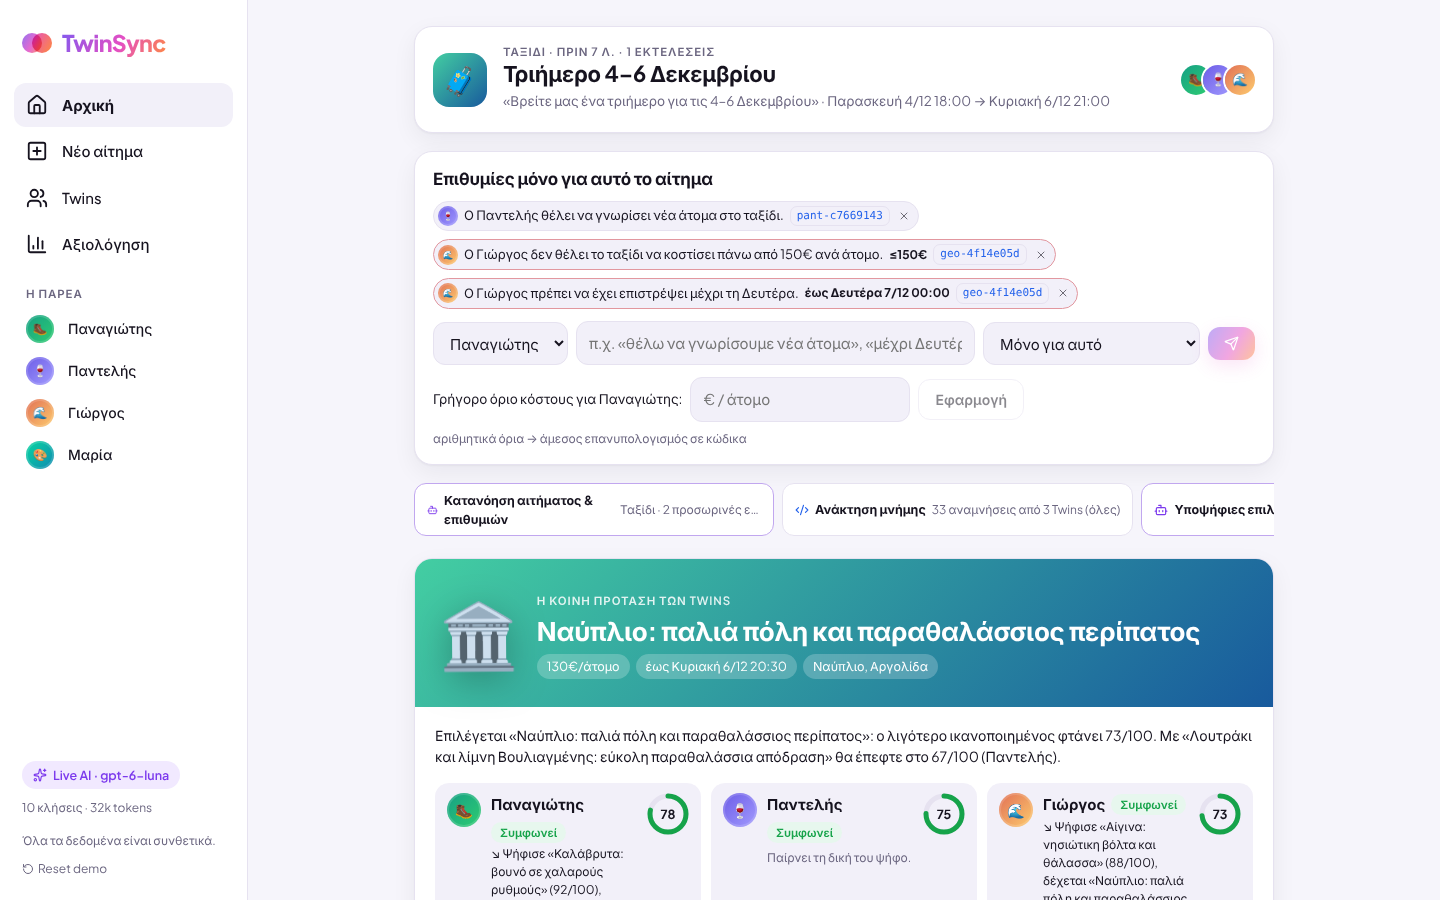 TwinSync
Αρχική
Νέο αίτημα
Twins
Αξιολόγηση
Η ΠΑΡΕΑ
Παναγιώτης
Παντελής
Γιώργος
Μαρία
Live AI · gpt-6-luna
10 κλήσεις · 32k tokens
Όλα τα δεδομένα είναι συνθετικά.
Reset demo
ΤΑΞΙΔΙ · ΠΡΙΝ 7 Λ. · 1 ΕΚΤΕΛΕΣΕΙΣ
Τριήμερο 4–6 Δεκεμβρίου
«Βρείτε μας ένα τριήμερο για τις 4–6 Δεκεμβρίου» · Παρασκευή 4/12 18:00 → Κυριακή 6/12 21:00
Επιθυμίες μόνο για αυτό το αίτημα
Ο Παντελής θέλει να γνωρίσει νέα άτομα στο ταξίδι. pant-c7669143
Ο Γιώργος δεν θέλει το ταξίδι να κοστίσει πάνω από 150€ ανά άτομο. ≤150€ geo-4f14e05d
Ο Γιώργος πρέπει να έχει επιστρέψει μέχρι τη Δευτέρα. έως Δευτέρα 7/12 00:00 geo-4f14e05d
Παναγιώτης π.χ. «θέλω να γνωρίσουμε νέα άτομα», «μέχρι Δευτέρ Μόνο για αυτό
Γρήγορο όριο κόστους για Παναγιώτης: € / άτομο Εφαρμογή
αριθμητικά όρια → άμεσος επανυπολογισμός σε κώδικα
Κατανόηση αιτήματος &
επιθυμιών
Ταξίδι · 2 προσωρινές ε…
Ανάκτηση μνήμης 33 αναμνήσεις από 3 Twins (όλες)
Υποψήφιες επιλ
Η ΚΟΙΝΗ ΠΡΟΤΑΣΗ ΤΩΝ TWINS
Ναύπλιο: παλιά πόλη και παραθαλάσσιος περίπατος
130€/άτομο έως Κυριακή 6/12 20:30 Ναύπλιο, Αργολίδα
Επιλέγεται «Ναύπλιο: παλιά πόλη και παραθαλάσσιος περίπατος»: ο λιγότερο ικανοποιημένος φτάνει 73/100. Με «Λουτράκι
και λίμνη Βουλιαγμένης: εύκολη παραθαλάσσια απόδραση» θα έπεφτε στο 67/100 (Παντελής).
Παναγιώτης
Συμφωνεί
↘ Ψήφισε «Καλάβρυτα:
βουνό σε χαλαρούς
ρυθμούς» (92/100),
78
Παντελής
Συμφωνεί
Παίρνει τη δική του ψήφο.
75
Γιώργος Συμφωνεί
↘ Ψήφισε «Αίγινα:
νησιώτικη βόλτα και
θάλασσα» (88/100),
δέχεται «Ναύπλιο: παλιά
πόλη και παραθαλάσσιος
73